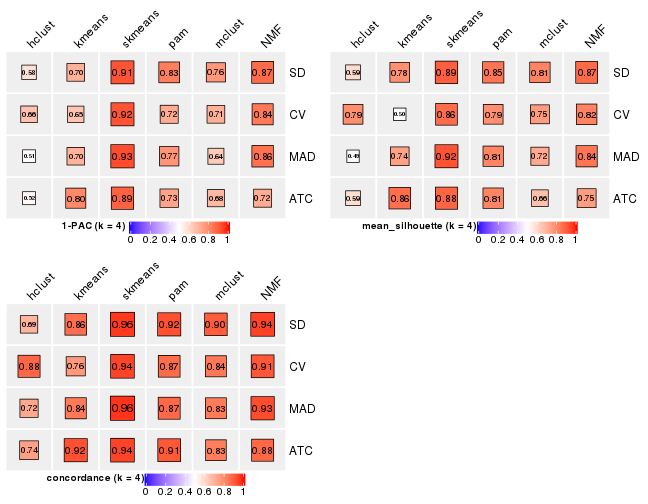 hclust kmeans skmeans pam mclust NMF
0.58 0.70 0.91 0.83 0.76 0.87 SD
0.66 0.65 0.92 0.72 0.71 0.84 CV
0.51 0.70 0.93 0.77 0.64 0.86 MAD
0.52 0.80 0.89 0.73 0.68 0.72 ATC
1-PAC (k = 4)
0 0.2 0.4 0.6 0.8 1
hclust kmeans skmeans pam mclust NMF
0.59 0.78 0.89 0.85 0.81 0.87 SD
0.79 0.50 0.86 0.79 0.75 0.82 CV
0.49 0.74 0.92 0.81 0.72 0.84 MAD
0.59 0.86 0.88 0.81 0.66 0.75 ATC
mean_silhouette (k = 4)
0 0.2 0.4 0.6 0.8 1
hclust kmeans skmeans pam mclust NMF
0.69 0.86 0.96 0.92 0.90 0.94 SD
0.88 0.76 0.94 0.87 0.84 0.91 CV
0.72 0.84 0.96 0.87 0.83 0.93 MAD
0.74 0.92 0.94 0.91 0.83 0.88 ATC
concordance (k = 4)
0 0.2 0.4 0.6 0.8 1